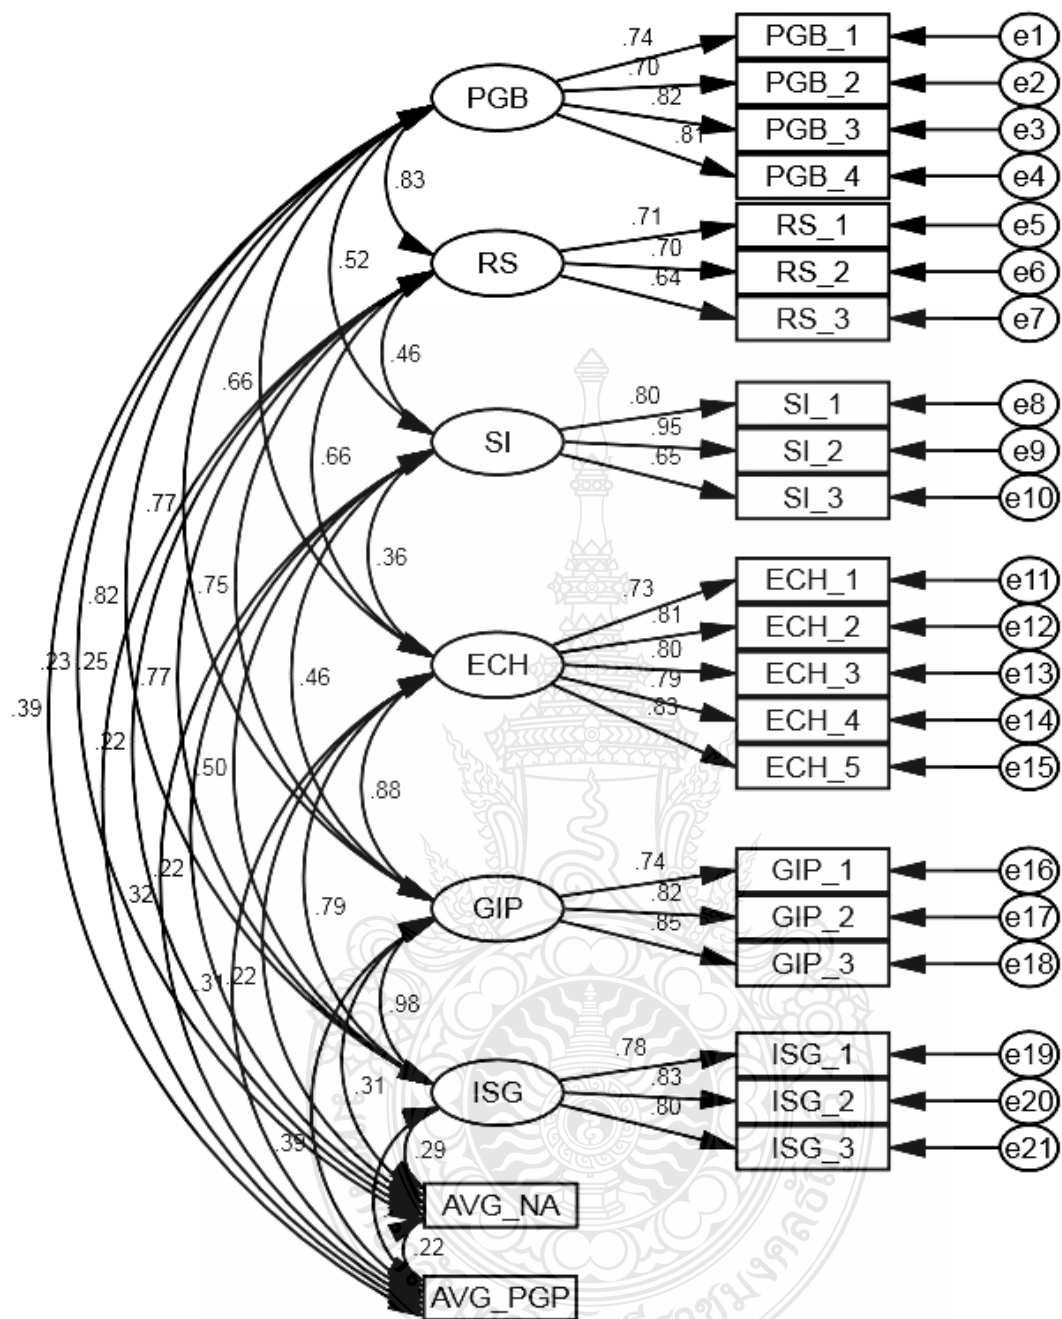 .74 PGB_1 e1
PGB .70 PGB_2 e2
.82 PGB_3 e3
.81 PGB_4 e4
.83
.71 RS_1 e5
RS .70 RS_2 e6
.64 RS_3 e7
.52
.46
.66
.80 SI_1 e8
SI .95 SI_2 e9
.65 SI_3 e10
.66
.77
.36
.73 ECH_1 e11
.82 .75 .81 ECH_2 e12
ECH .80 ECH_3 e13
.79 ECH_4 e14
.83 ECH_5 e15
.23 .25 .77 .46
.39
.22 .50 .88
.74 GIP_1 e16
.22 GIP .82 GIP_2 e17
.32 .79 .85 GIP_3 e18
.31 .22 .98
.78 ISG_1 e19
.31 ISG .83 ISG_2 e20
.39 .29 .80 ISG_3 e21
AVG_NA
.22
AVG_PGP